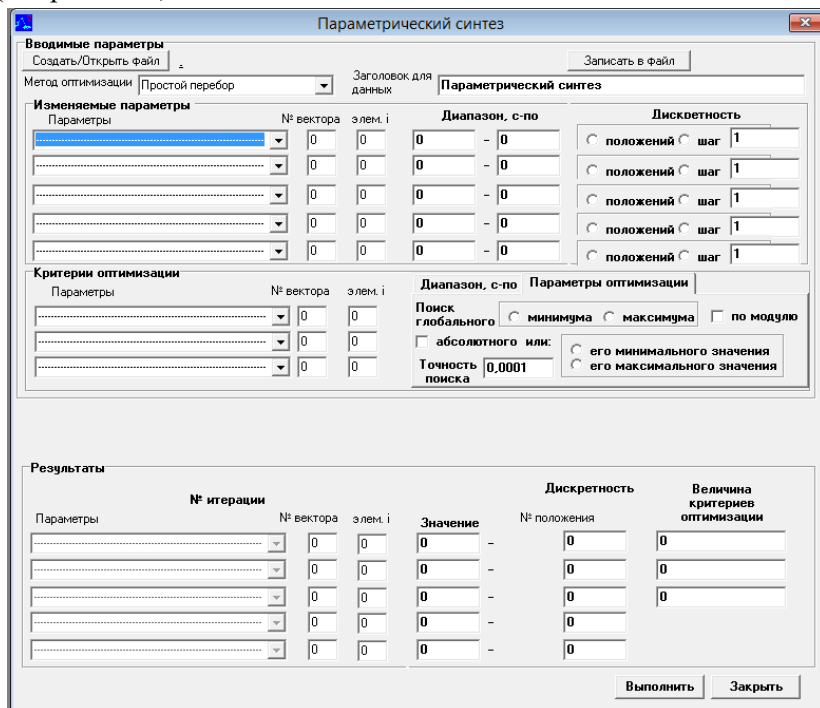 Параметрический синтез
Вводимые параметры
Создать/Открыть файл . Записать в файл
Метод оптимизации Простой перебор Заголовок для данных Параметрический синтез
Изменяемые параметры
Параметры № вектора элем. i Диапазон, с-по Дискретность
0 0 0 - 0 положений шаг 1
0 0 0 - 0 положений шаг 1
0 0 0 - 0 положений шаг 1
0 0 0 - 0 положений шаг 1
0 0 0 - 0 положений шаг 1
Критерии оптимизации
Параметры № вектора элем. i
0 0
0 0
0 0
Диапазон, с-по Параметры оптимизации
Поиск глобального минимума максимума по модулю
абсолютного или:
его минимального значения
его максимального значения
Точность поиска 0,0001
Результаты
№ итерации Дискретность Величина критериев оптимизации
Параметры № вектора элем. i Значение № положения
0 0 0 - 0 0
0 0 0 - 0 0
0 0 0 - 0 0
0 0 0 - 0
0 0 0 - 0
Выполнить Закрыть